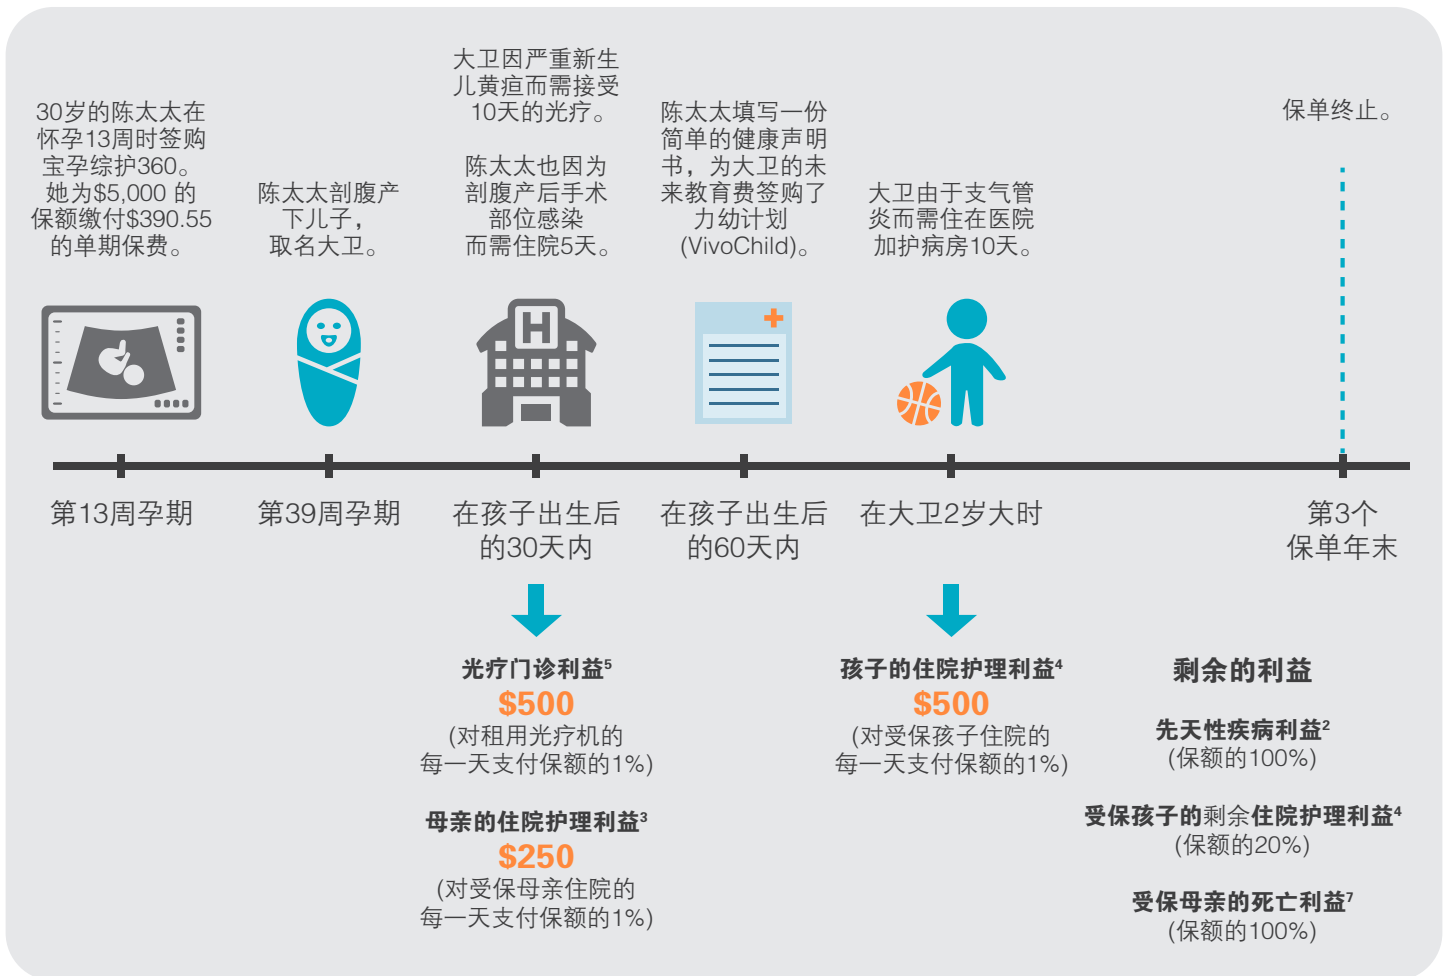 30岁的陈太太在
怀孕13周时签购
宝孕综护360。
她为$5,000 的
保额缴付$390.55
的单期保费。
陈太太剖腹产
下儿子，
取名大卫。
大卫因严重新生
儿黄疸而需接受
10天的光疗。
陈太太也因为
剖腹产后手术
部位感染
而需住院5天。
陈太太填写一份
简单的健康声明
书，为大卫的未
来教育费签购了
力幼计划
(VivoChild)。
大卫由于支气管
炎而需住在医院
加护病房10天。
保单终止。
H
第13周孕期
第39周孕期
在孩子出生后
的30天内
在孩子出生后
的60天内
在大卫2岁大时
第3个
保单年末
光疗门诊利益⁵
$500
(对租用光疗机的
每一天支付保额的1%)
母亲的住院护理利益³
$250
(对受保母亲住院的
每一天支付保额的1%)
孩子的住院护理利益⁴
$500
(对受保孩子住院的
每一天支付保额的1%)
剩余的利益
先天性疾病利益²
(保额的100%)
受保孩子的剩余住院护理利益⁴
(保额的20%)
受保母亲的死亡利益⁷
(保额的100%)